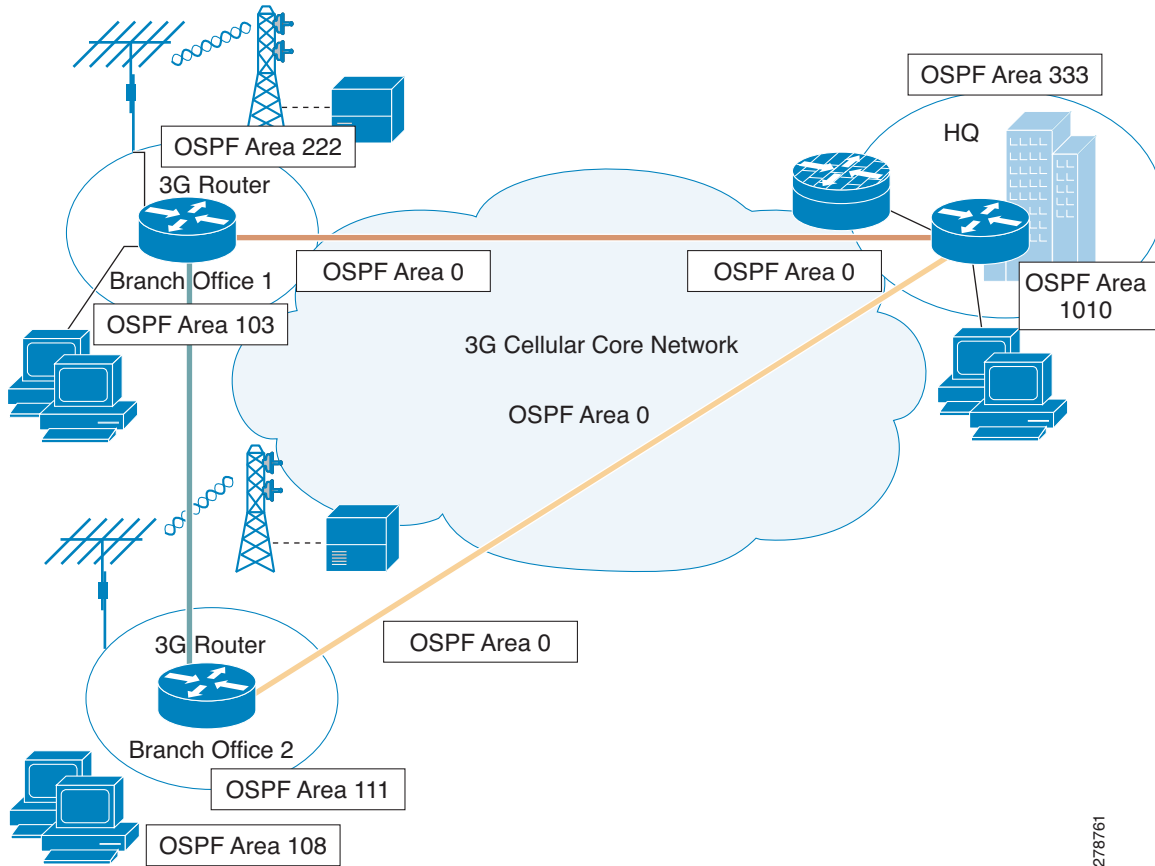 OSPF Area 333
HQ
OSPF Area 222
3G Router
Branch Office 1
OSPF Area 0
OSPF Area 0
OSPF Area
1010
OSPF Area 103
3G Cellular Core Network
OSPF Area 0
OSPF Area 0
3G Router
Branch Office 2
OSPF Area 111
OSPF Area 108
278761